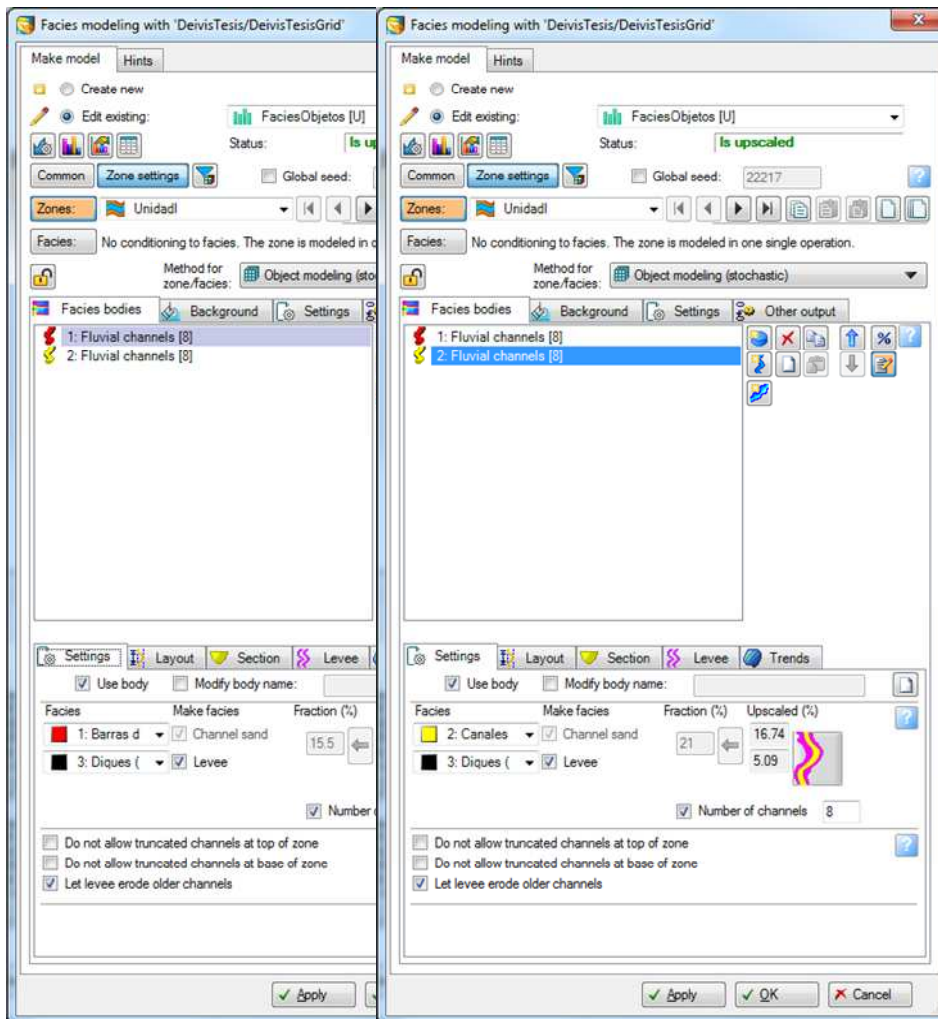 Facies modeling with 'DeivisTesis/DeivisTesisGrid'
Make model Hints
Create new
Edit existing: FaciesObjetos [U]
Status: Is up
Common Zone settings Global seed:
Zones: UnidadI
Facies: No conditioning to facies. The zone is modeled in o
Method for zone/facies: Object modeling (sto
Facies bodies Background Settings
1: Fluvial channels [8]
2: Fluvial channels [8]
Settings Layout Section Levee
Use body Modify body name:
Facies Make facies Fraction (%)
1: Barras d Channel sand 15.5
3: Diques ( Levee
Number of
Do not allow truncated channels at top of zone
Do not allow truncated channels at base of zone
Let levee erode older channels
Apply
Facies modeling with 'DeivisTesis/DeivisTesisGrid'
Make model Hints
Create new
Edit existing: FaciesObjetos [U]
Status: Is upscaled
Common Zone settings Global seed: 22217
Zones: UnidadI
Facies: No conditioning to facies. The zone is modeled in one single operation.
Method for zone/facies: Object modeling (stochastic)
Facies bodies Background Settings Other output
1: Fluvial channels [8]
2: Fluvial channels [8]
%
Settings Layout Section Levee Trends
Use body Modify body name:
Facies Make facies Fraction (%) Upscaled (%)
2: Canales Channel sand 21 16.74
3: Diques ( Levee 5.09
Number of channels 8
Do not allow truncated channels at top of zone
Do not allow truncated channels at base of zone
Let levee erode older channels
Apply OK Cancel